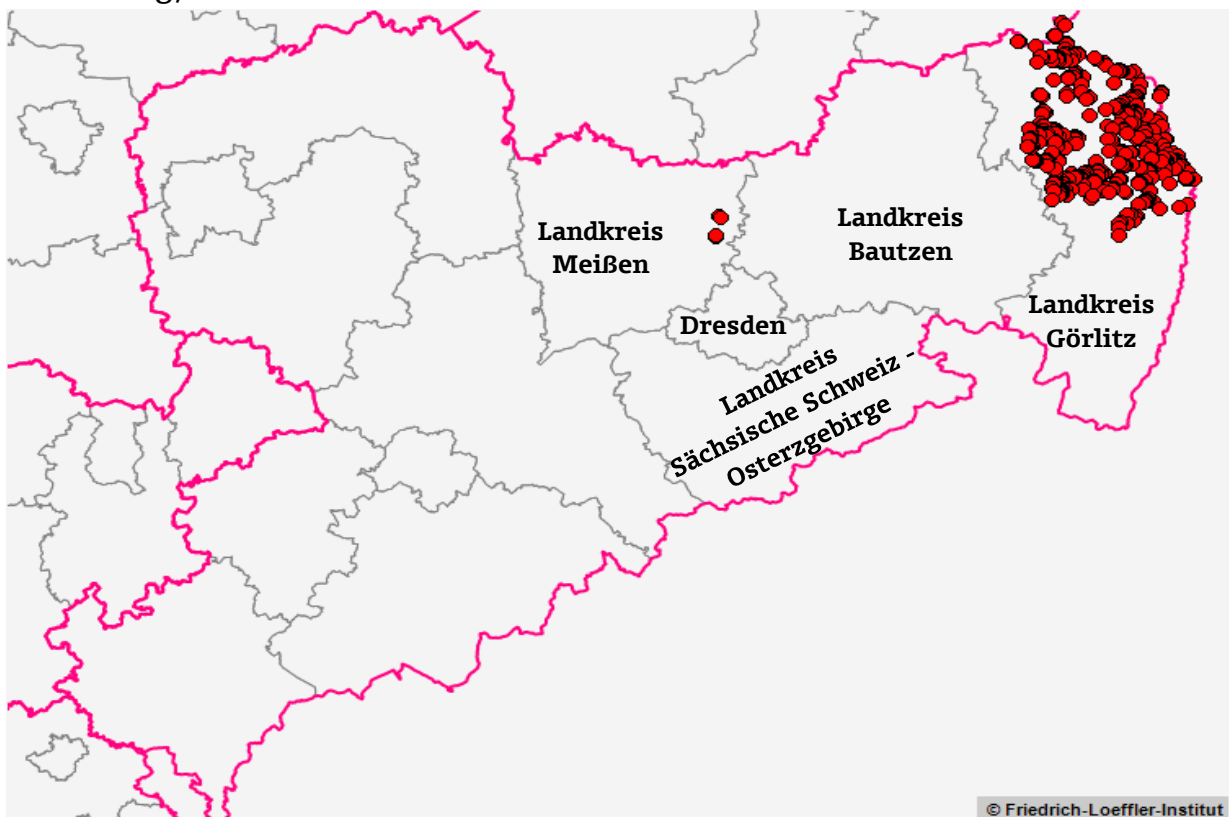 Landkreis
Meißen
Landkreis
Bautzen
Landkreis
Görlitz
Dresden
Landkreis
Sächsische Schweiz -
Osterzgebirge
© Friedrich-Loeffler-Institut